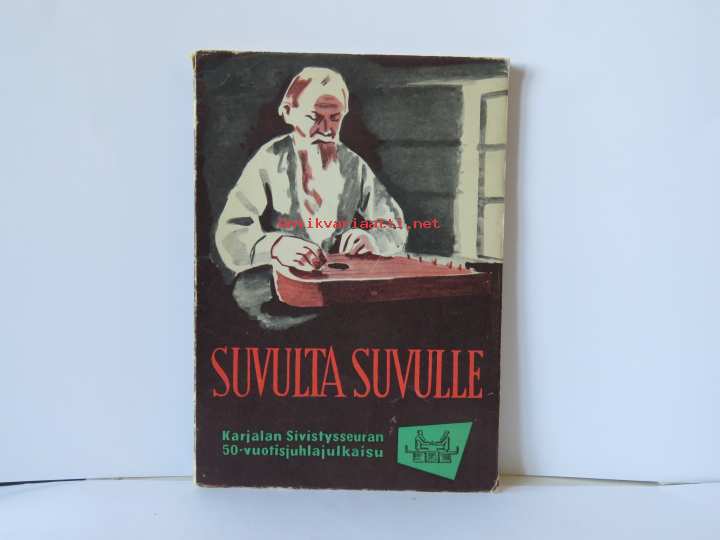 antikvariaatti.net
SUVULTA SUVULLE
Karjalan Sivistysseuran
50-vuotisjuhlajulkaisu